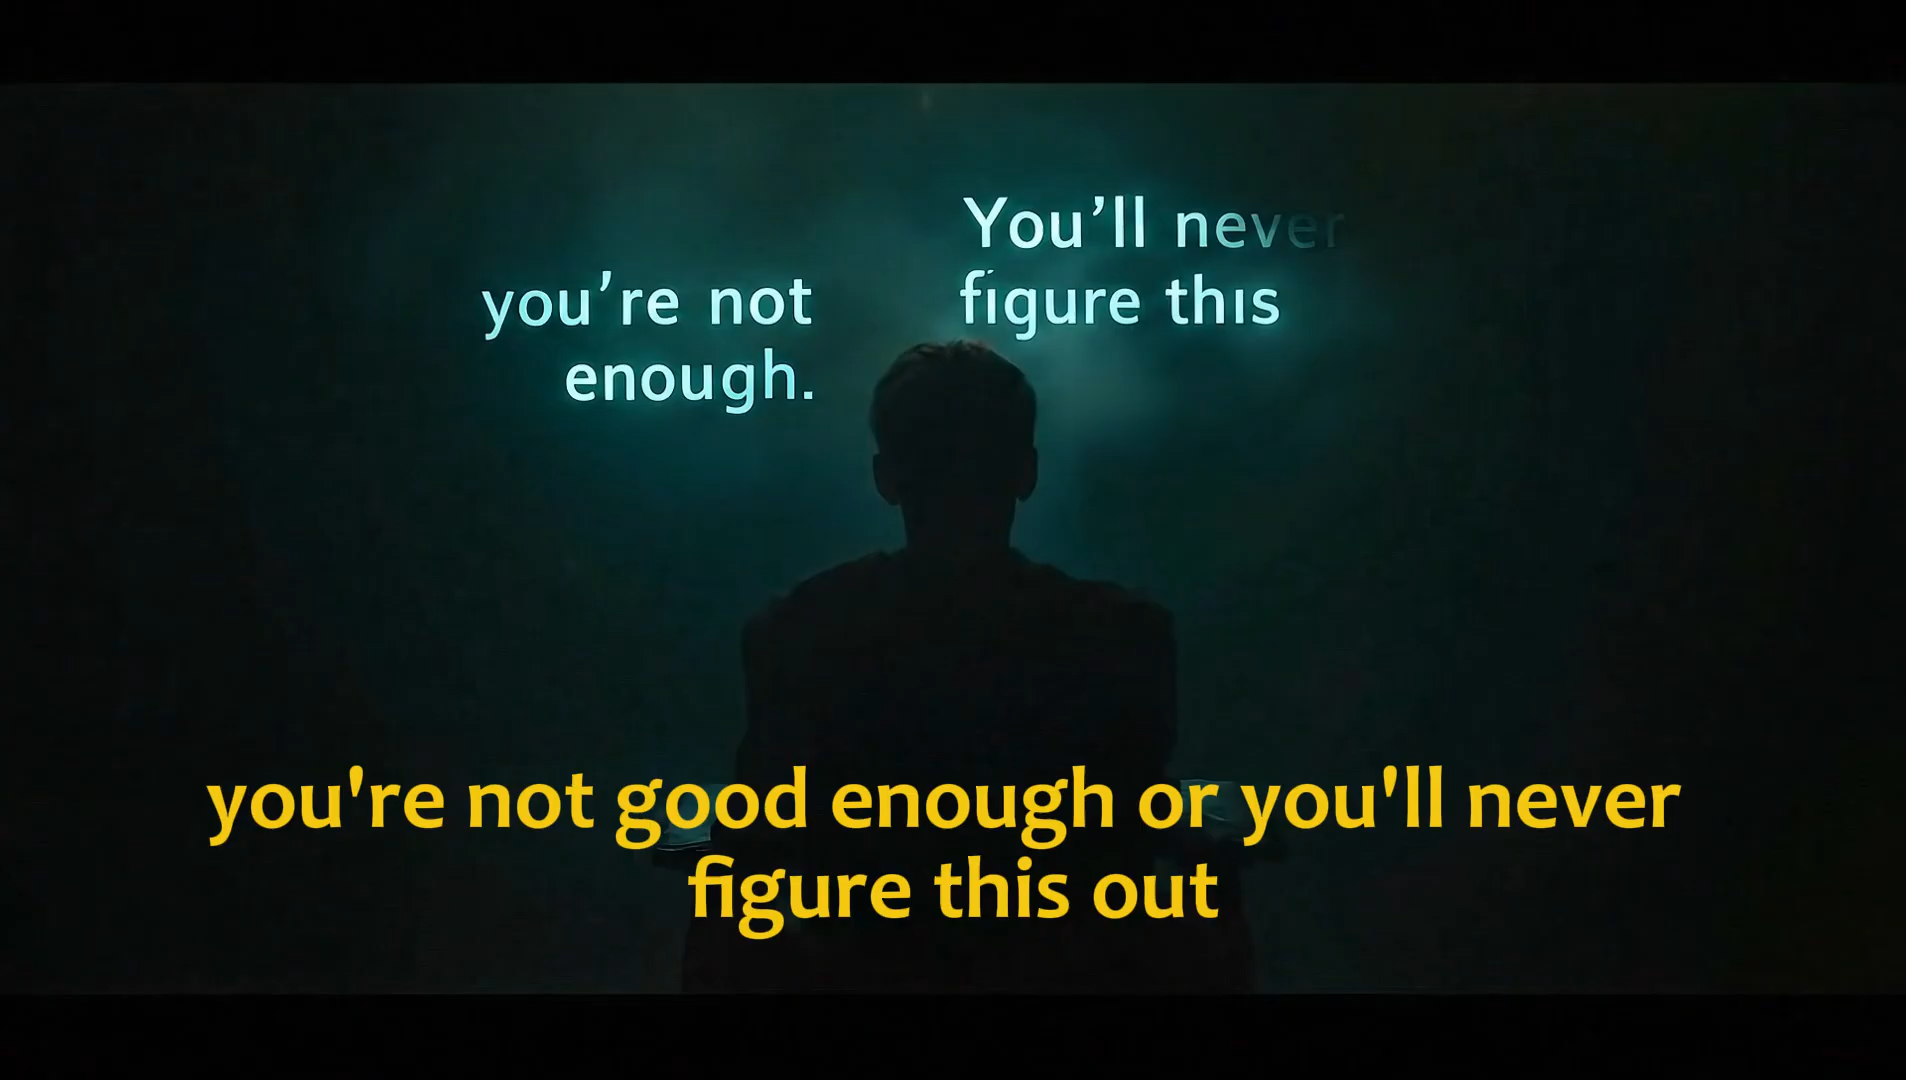 you’re not
enough.
You’ll never
figure this
you're not good enough or you'll never
figure this out